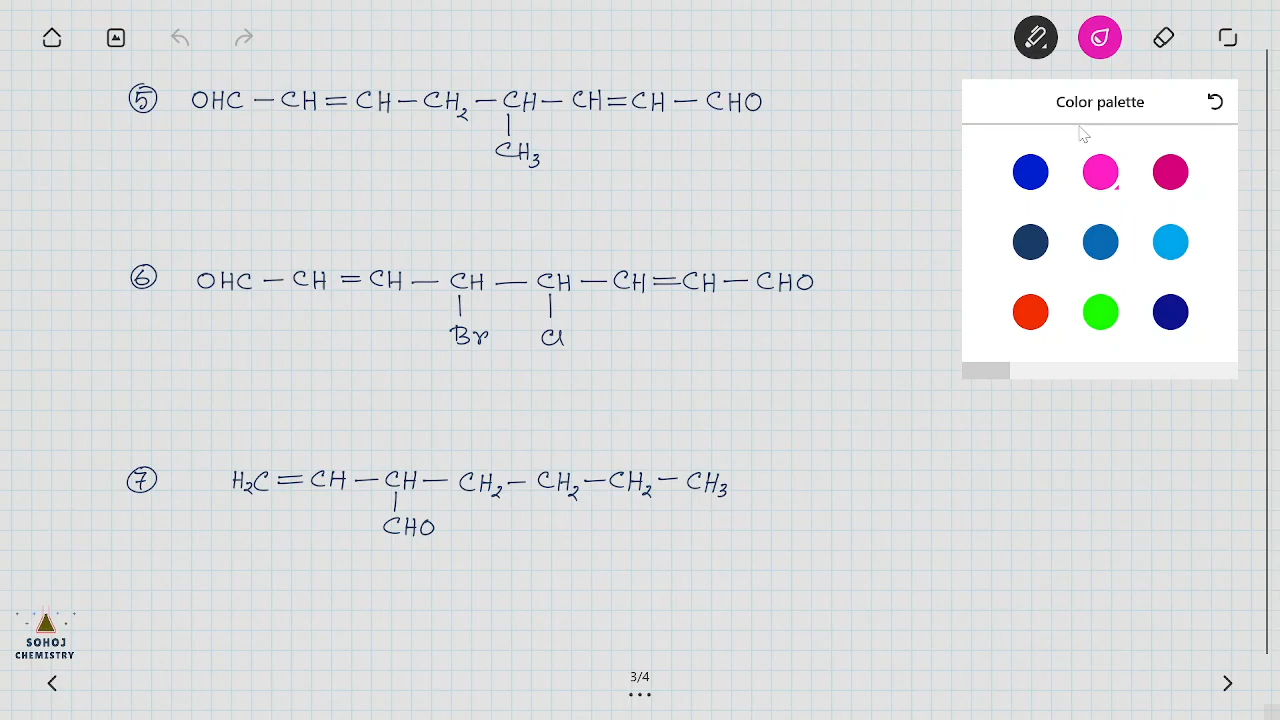 Color palette
⑤ OHC – CH = CH – CH₂ – CH – CH = CH – CHO
|
CH₃
⑥ OHC – CH = CH – CH – CH – CH = CH – CHO
| |
Br Cl
⑦ H₂C = CH – CH – CH₂ – CH₂ – CH₂ – CH₃
|
CHO
SOHOJ
CHEMISTRY
3/4